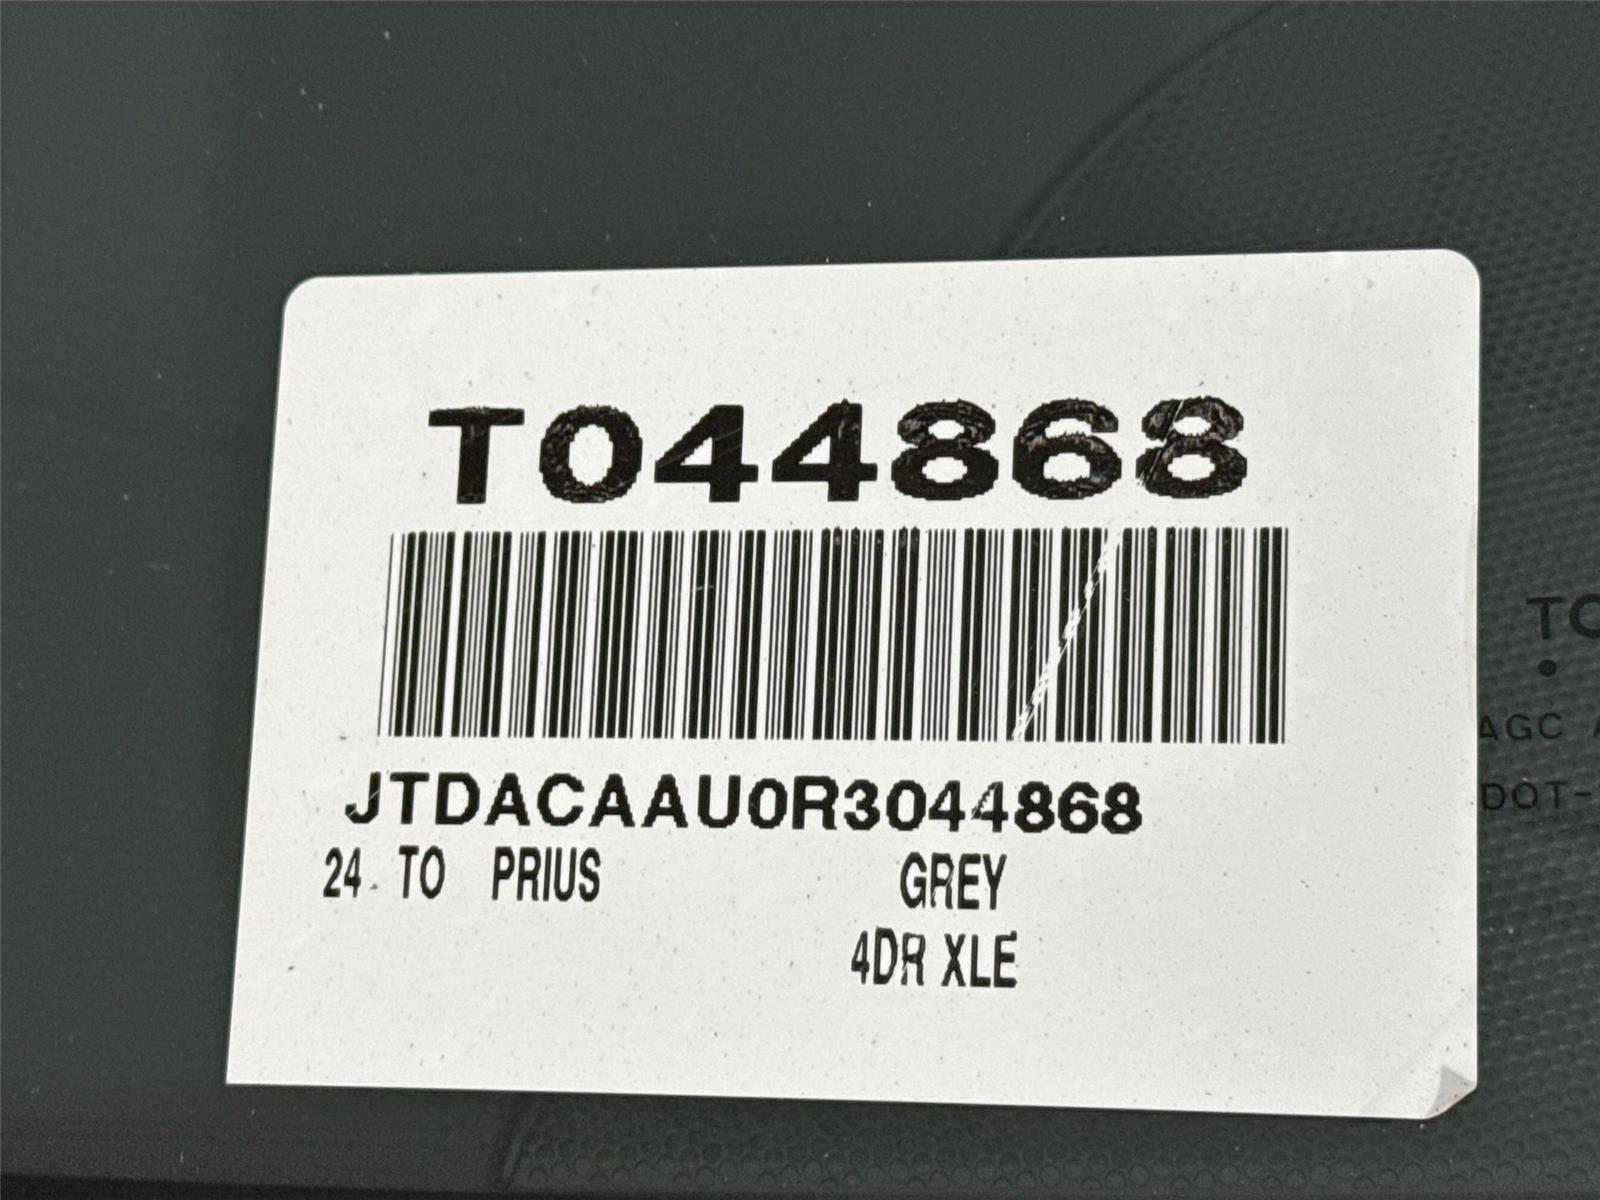 T044868
JTDACAAU0R3044868
24 TO PRIUS GREY
4DR XLE
TO
AGC
DOT-